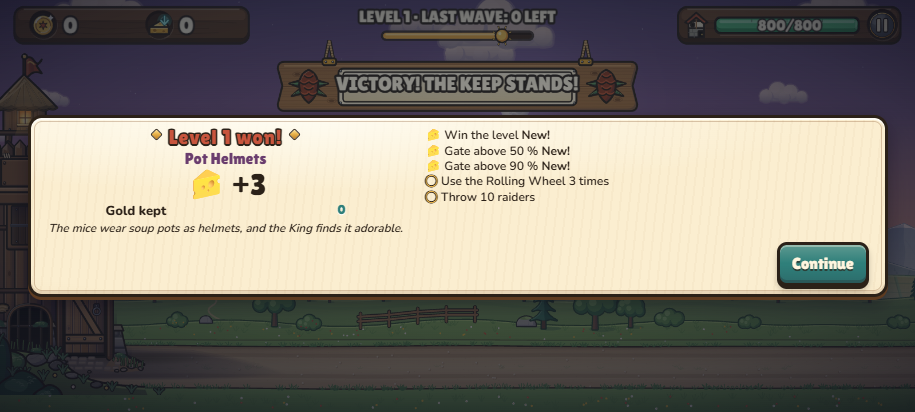 0
0
LEVEL 1 - LAST WAVE: 0 LEFT
800/800
VICTORY! THE KEEP STANDS!
Level 1 won!
Pot Helmets
+3
Gold kept 0
The mice wear soup pots as helmets, and the King finds it adorable.
Win the level New!
Gate above 50 % New!
Gate above 90 % New!
Use the Rolling Wheel 3 times
Throw 10 raiders
Continue